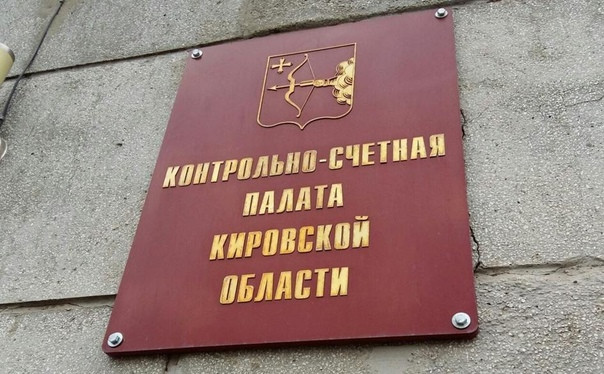 КОНТРОЛЬНО-СЧЕТНАЯ
ПАЛАТА
КИРОВСКОЙ
ОБЛАСТИ